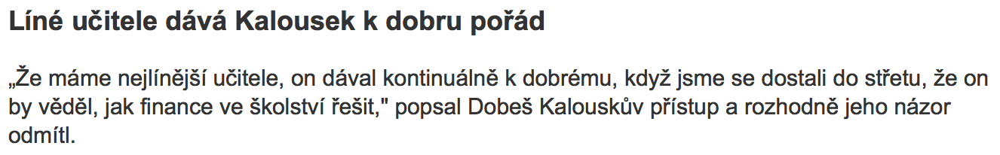 Líné učitele dává Kalousek k dobru pořád
„Že máme nejlínější učitele, on dával kontinuálně k dobrému, když jsme se dostali do střetu, že on
by věděl, jak finance ve školství řešit," popsal Dobeš Kalouskův přístup a rozhodně jeho názor
odmítl.